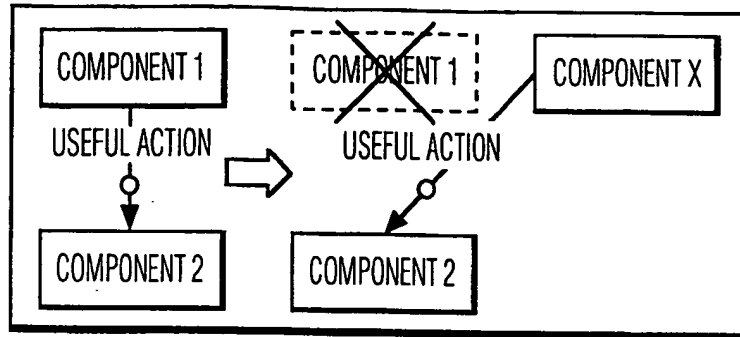 COMPONENT 1
USEFUL ACTION
COMPONENT 2
COMPONENT 1
COMPONENT X
USEFUL ACTION
COMPONENT 2